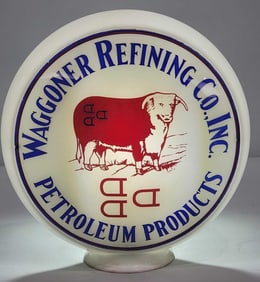 WAGGONER REFINING CO., INC.
PETROLEUM PRODUCTS